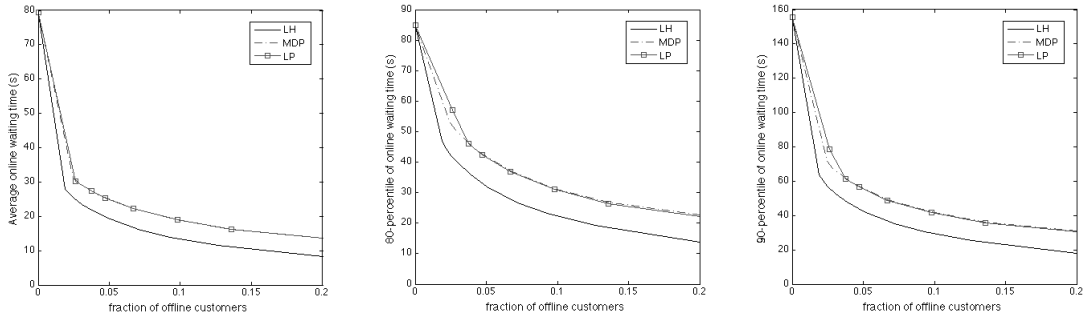 Average online waiting time (s)
80
70
60
50
40
30
20
10
0
0
0.05
0.1
0.15
0.2
fraction of offline customers
LH
MDP
LP
80-percentile of online waiting time (s)
90
80
70
60
50
40
30
20
10
0
0
0.05
0.1
0.15
0.2
fraction of offline customers
LH
MDP
LP
90-percentile of online waiting time (s)
160
140
120
100
80
60
40
20
0
0
0.05
0.1
0.15
0.2
fraction of offline customers
LH
MDP
LP